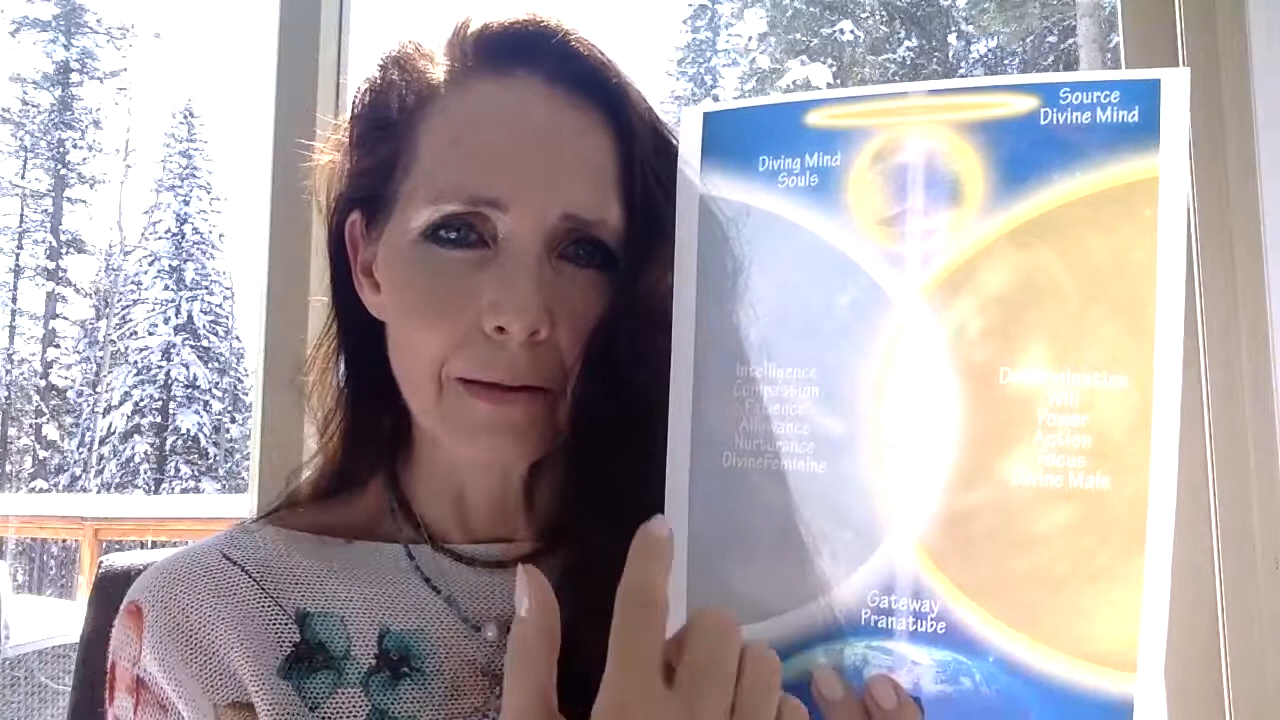 Source
Divine Mind
Diving Mind
Souls
Intelligence
Compassion
Patience
Allowance
Nurturance
DivineFeminine
Determination
Will
Power
Action
Focus
Divine Male
Gateway
Pranatube